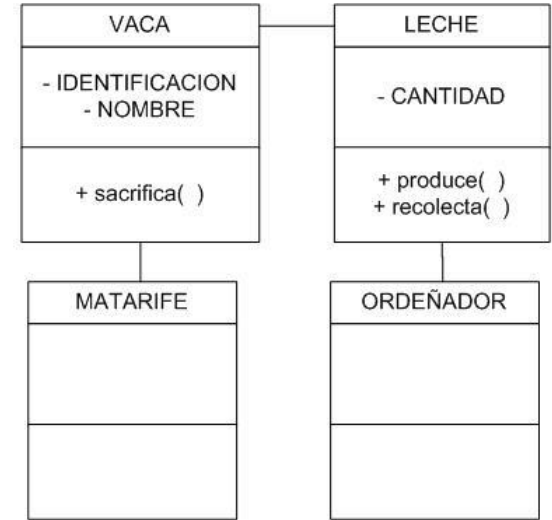 VACA
- IDENTIFICACION
- NOMBRE
+ sacrifica( )
LECHE
- CANTIDAD
+ produce( )
+ recolecta( )
MATARIFE
ORDEÑADOR